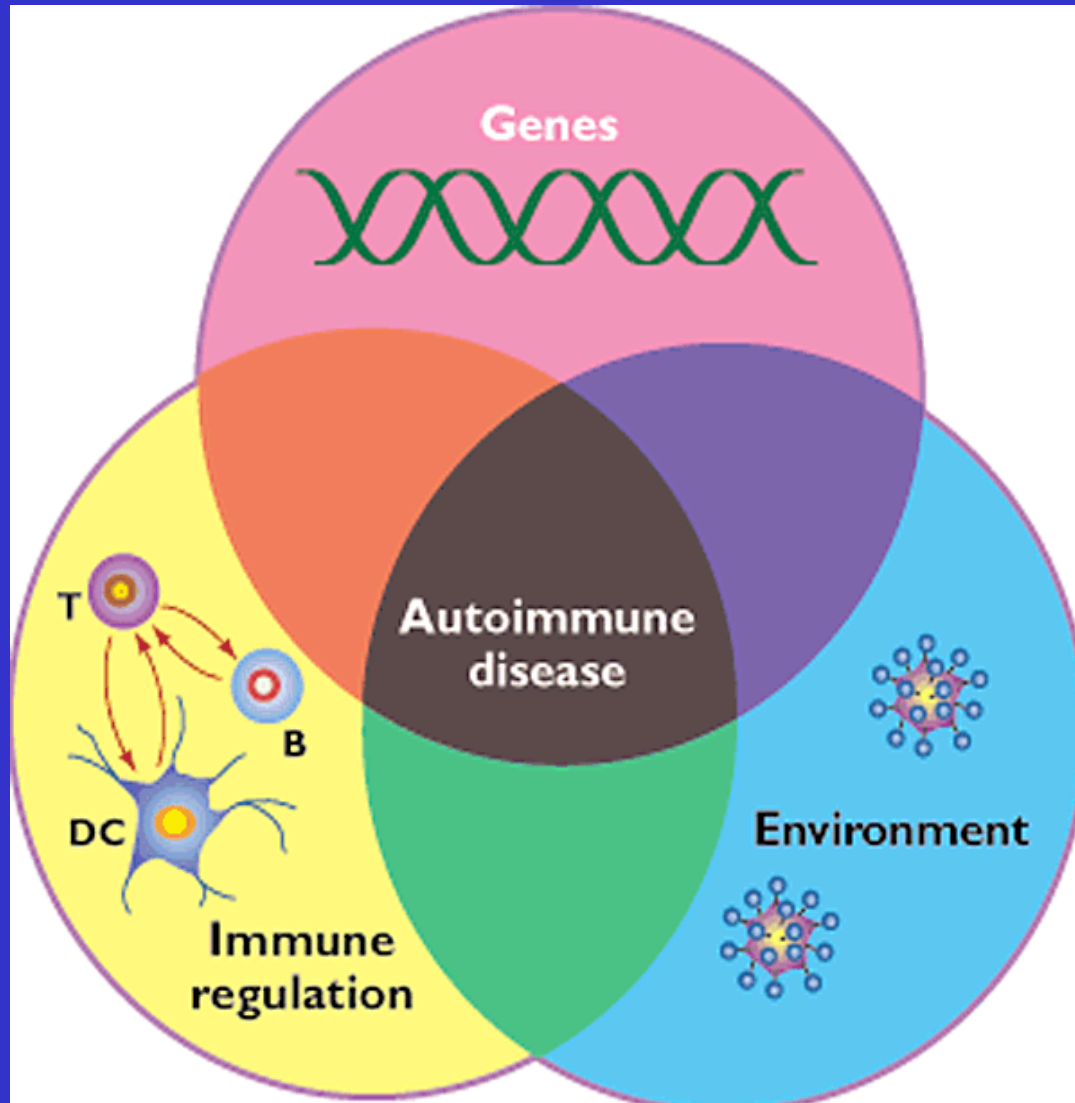 Genes
Autoimmune
disease
T
B
DC
Immune
regulation
Environment